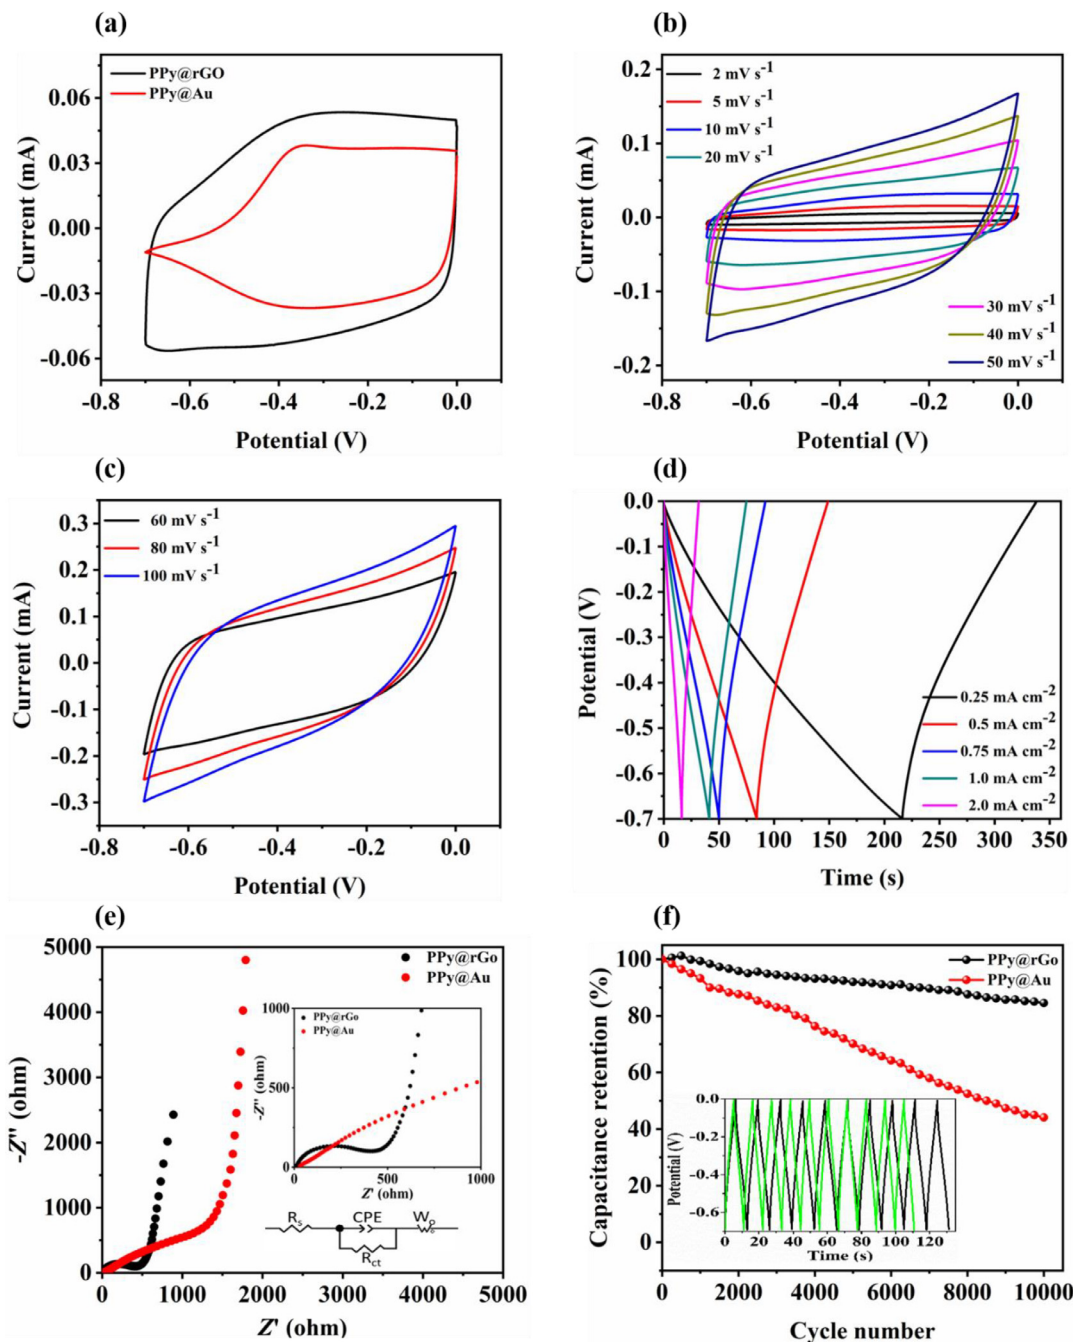 (a)
PPy@rGO
PPy@Au
0.06
0.03
0.00
-0.03
-0.06
Current (mA)
-0.8 -0.6 -0.4 -0.2 0.0
Potential (V)
(b)
2 mV s⁻¹
5 mV s⁻¹
10 mV s⁻¹
20 mV s⁻¹
30 mV s⁻¹
40 mV s⁻¹
50 mV s⁻¹
0.2
0.1
0.0
-0.1
-0.2
Current (mA)
-0.8 -0.6 -0.4 -0.2 0.0
Potential (V)
(c)
60 mV s⁻¹
80 mV s⁻¹
100 mV s⁻¹
0.3
0.2
0.1
0.0
-0.1
-0.2
-0.3
Current (mA)
-0.8 -0.6 -0.4 -0.2 0.0
Potential (V)
(d)
0.0
-0.1
-0.2
-0.3
-0.4
-0.5
-0.6
-0.7
Potential (V)
0.25 mA cm⁻²
0.5 mA cm⁻²
0.75 mA cm⁻²
1.0 mA cm⁻²
2.0 mA cm⁻²
0 50 100 150 200 250 300 350
Time (s)
(e)
PPy@rGo
PPy@Au
5000
4000
3000
2000
1000
0
-Z" (ohm)
PPy@rGo
PPy@Au
1000
500
0
-Z" (ohm)
0 500 1000
Z' (ohm)
Rs CPE Wo
Rct
0 1000 2000 3000 4000 5000
Z' (ohm)
(f)
PPy@rGo
PPy@Au
100
80
60
40
20
0
Capacitance retention (%)
0.0
-0.2
-0.4
-0.6
Potential (V)
0 20 40 60 80 100 120
Time (s)
0 2000 4000 6000 8000 10000
Cycle number